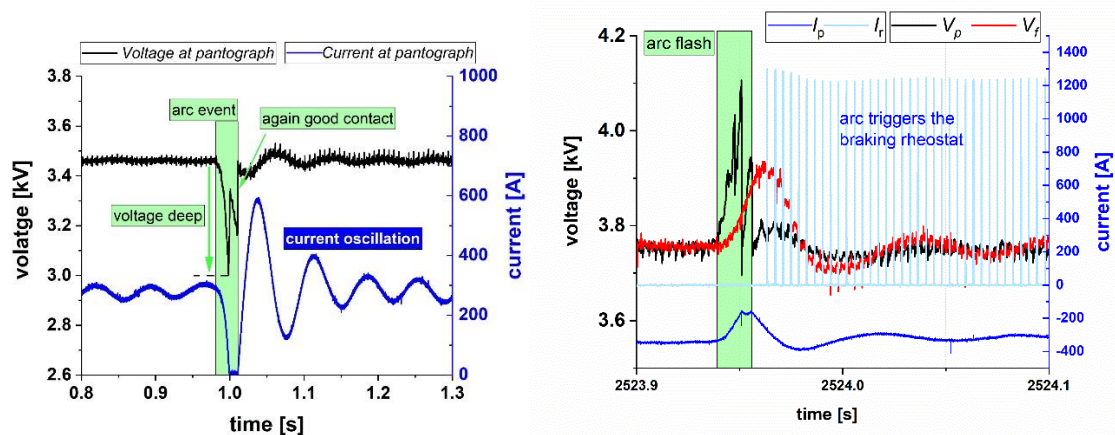 Voltage at pantograph
Current at pantograph
3.8
3.6
3.4
3.2
3.0
2.8
2.6
volatge [kV]
arc event
again good contact
voltage deep
current oscillation
1000
800
600
400
200
0
current [A]
0.8 0.9 1.0 1.1 1.2 1.3
time [s]
Ip Ir Vp Vf
4.2
4.0
3.8
3.6
voltage [kV]
arc flash
arc triggers the
braking rheostat
1400
1200
1000
800
600
400
200
0
-200
-400
current [A]
2523.9 2524.0 2524.1
time [s]